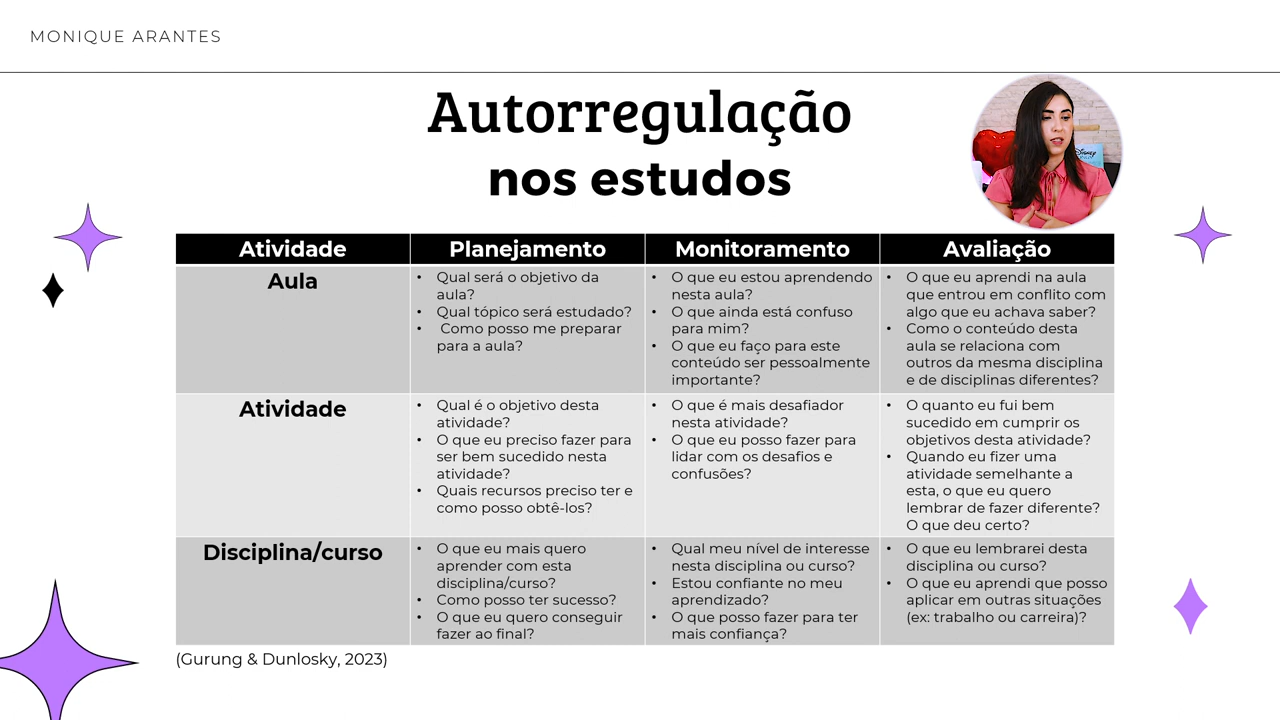 MONIQUE ARANTES
Autorregulação
nos estudos
Disney
Atividade
Planejamento
Monitoramento
Avaliação
Aula
• Qual será o objetivo da
aula?
• Qual tópico será estudado?
• Como posso me preparar
para a aula?
• O que eu estou aprendendo
nesta aula?
• O que ainda está confuso
para mim?
• O que eu faço para este
conteúdo ser pessoalmente
importante?
• O que eu aprendi na aula
que entrou em conflito com
algo que eu achava saber?
• Como o conteúdo desta
aula se relaciona com
outros da mesma disciplina
e de disciplinas diferentes?
Atividade
• Qual é o objetivo desta
atividade?
• O que eu preciso fazer para
ser bem sucedido nesta
atividade?
• Quais recursos preciso ter e
como posso obtê-los?
• O que é mais desafiador
nesta atividade?
• O que eu posso fazer para
lidar com os desafios e
confusões?
• O quanto eu fui bem
sucedido em cumprir os
objetivos desta atividade?
• Quando eu fizer uma
atividade semelhante a
esta, o que eu quero
lembrar de fazer diferente?
O que deu certo?
Disciplina/curso
• O que eu mais quero
aprender com esta
disciplina/curso?
• Como posso ter sucesso?
• O que eu quero conseguir
fazer ao final?
• Qual meu nível de interesse
nesta disciplina ou curso?
• Estou confiante no meu
aprendizado?
• O que posso fazer para ter
mais confiança?
• O que eu lembrarei desta
disciplina ou curso?
• O que eu aprendi que posso
aplicar em outras situações
(ex: trabalho ou carreira)?
(Gurung & Dunlosky, 2023)